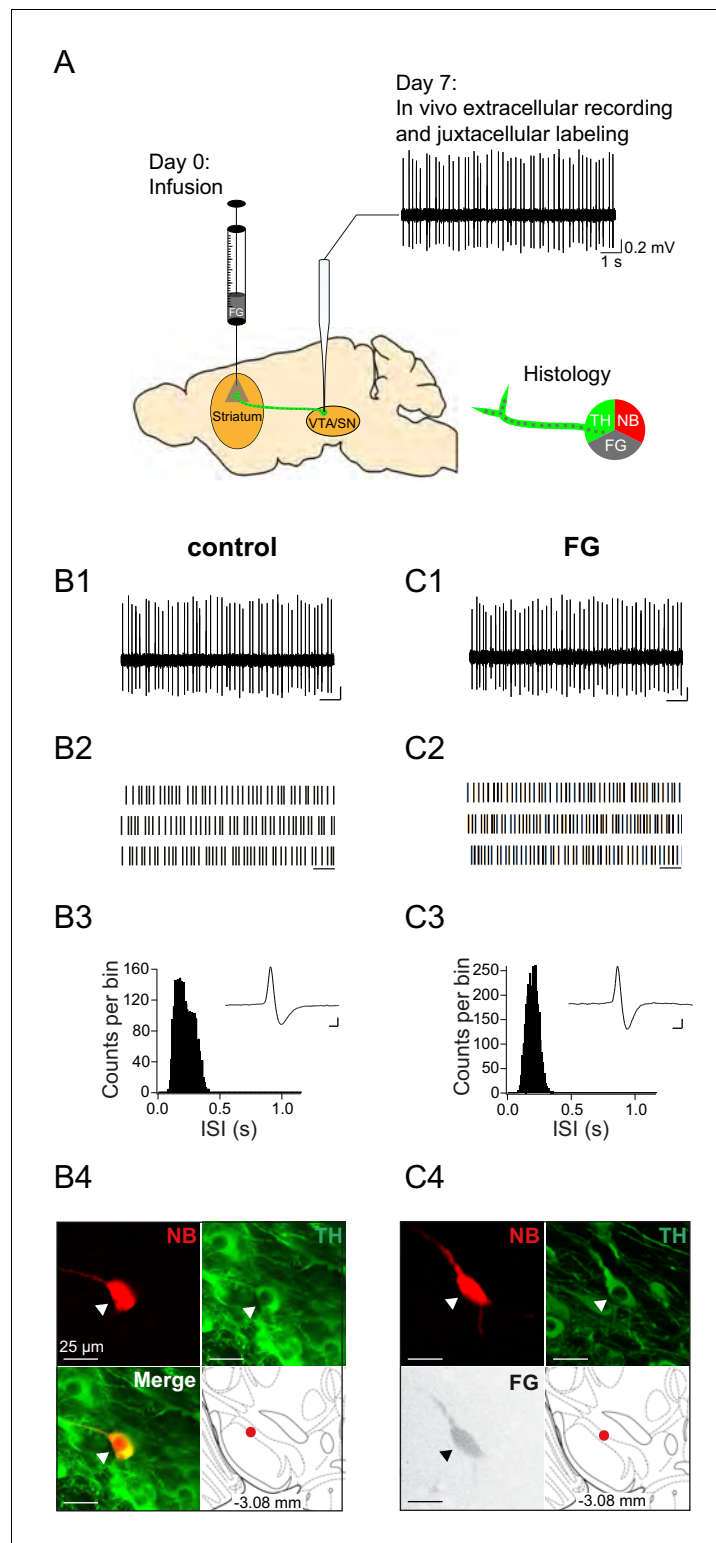 A
Day 7:
In vivo extracellular recording
and juxtacellular labeling
Day 0:
Infusion
0.2 mV
1 s
FG
Striatum
VTA/SN
Histology
TH
NB
FG
control
FG
B1
C1
B2
C2
B3
C3
Counts per bin
160
120
80
40
0
0.0
0.5
1.0
ISI (s)
Counts per bin
250
200
150
100
50
0
0.0
0.5
1.0
ISI (s)
B4
C4
NB
TH
25 µm
Merge
-3.08 mm
NB
TH
FG
-3.08 mm